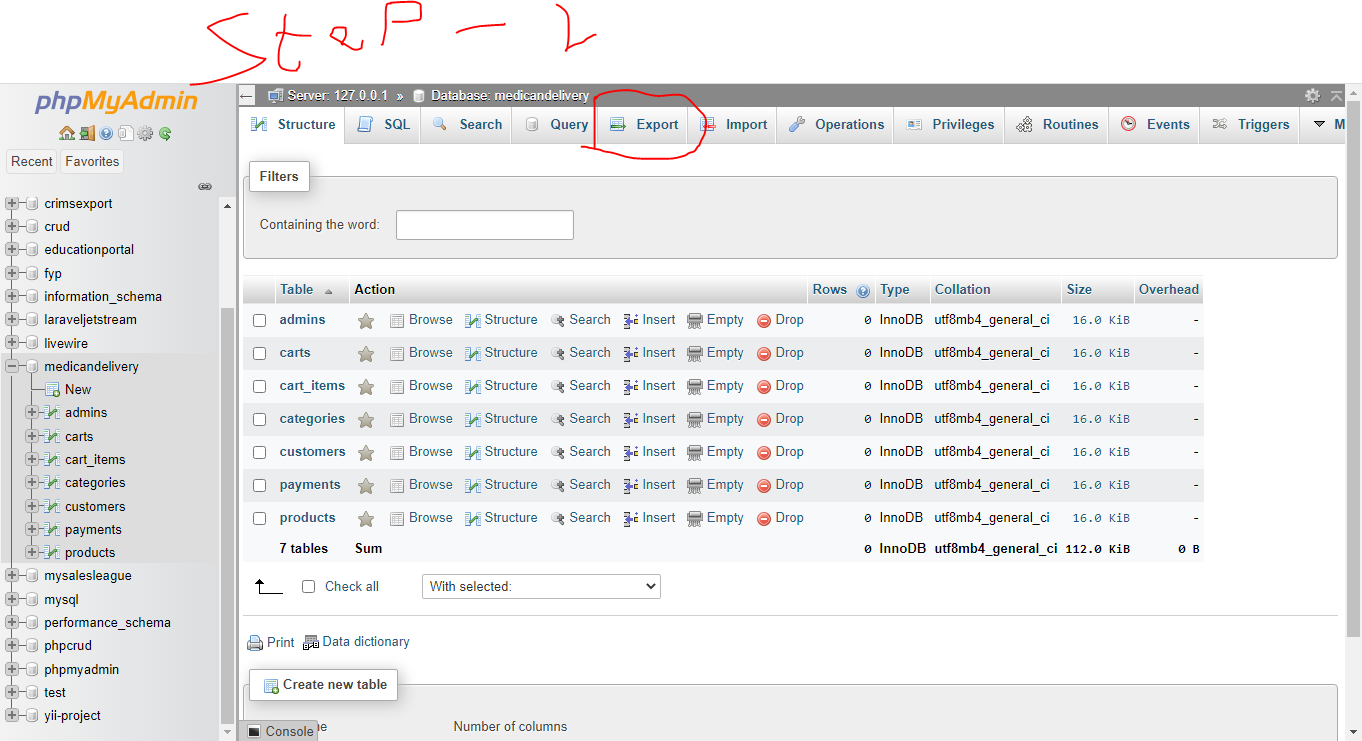 SteP - 2
phpMyAdmin
Server: 127.0.0.1 » Database: medicandelivery
Structure SQL Search Query Export Import Operations Privileges Routines Events Triggers M
Recent Favorites
crimsexport
crud
educationportal
fyp
information_schema
laraveljetstream
livewire
medicandelivery
New
admins
carts
cart_items
categories
customers
payments
products
mysalesleague
mysql
performance_schema
phpcrud
phpmyadmin
test
yii-project
Filters
Containing the word:
Table Action Rows Type Collation Size Overhead
admins Browse Structure Search Insert Empty Drop 0 InnoDB utf8mb4_general_ci 16.0 KiB -
carts Browse Structure Search Insert Empty Drop 0 InnoDB utf8mb4_general_ci 16.0 KiB -
cart_items Browse Structure Search Insert Empty Drop 0 InnoDB utf8mb4_general_ci 16.0 KiB -
categories Browse Structure Search Insert Empty Drop 0 InnoDB utf8mb4_general_ci 16.0 KiB -
customers Browse Structure Search Insert Empty Drop 0 InnoDB utf8mb4_general_ci 16.0 KiB -
payments Browse Structure Search Insert Empty Drop 0 InnoDB utf8mb4_general_ci 16.0 KiB -
products Browse Structure Search Insert Empty Drop 0 InnoDB utf8mb4_general_ci 16.0 KiB -
7 tables Sum 0 InnoDB utf8mb4_general_ci 112.0 KiB 0 B
Check all With selected:
Print Data dictionary
Create new table
Number of columns
Console